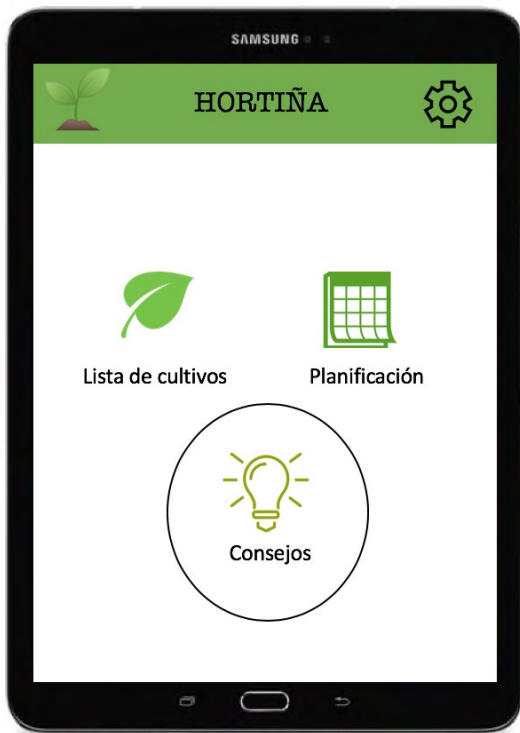 SAMSUNG
HORTIÑA
Lista de cultivos
Planificación
Consejos